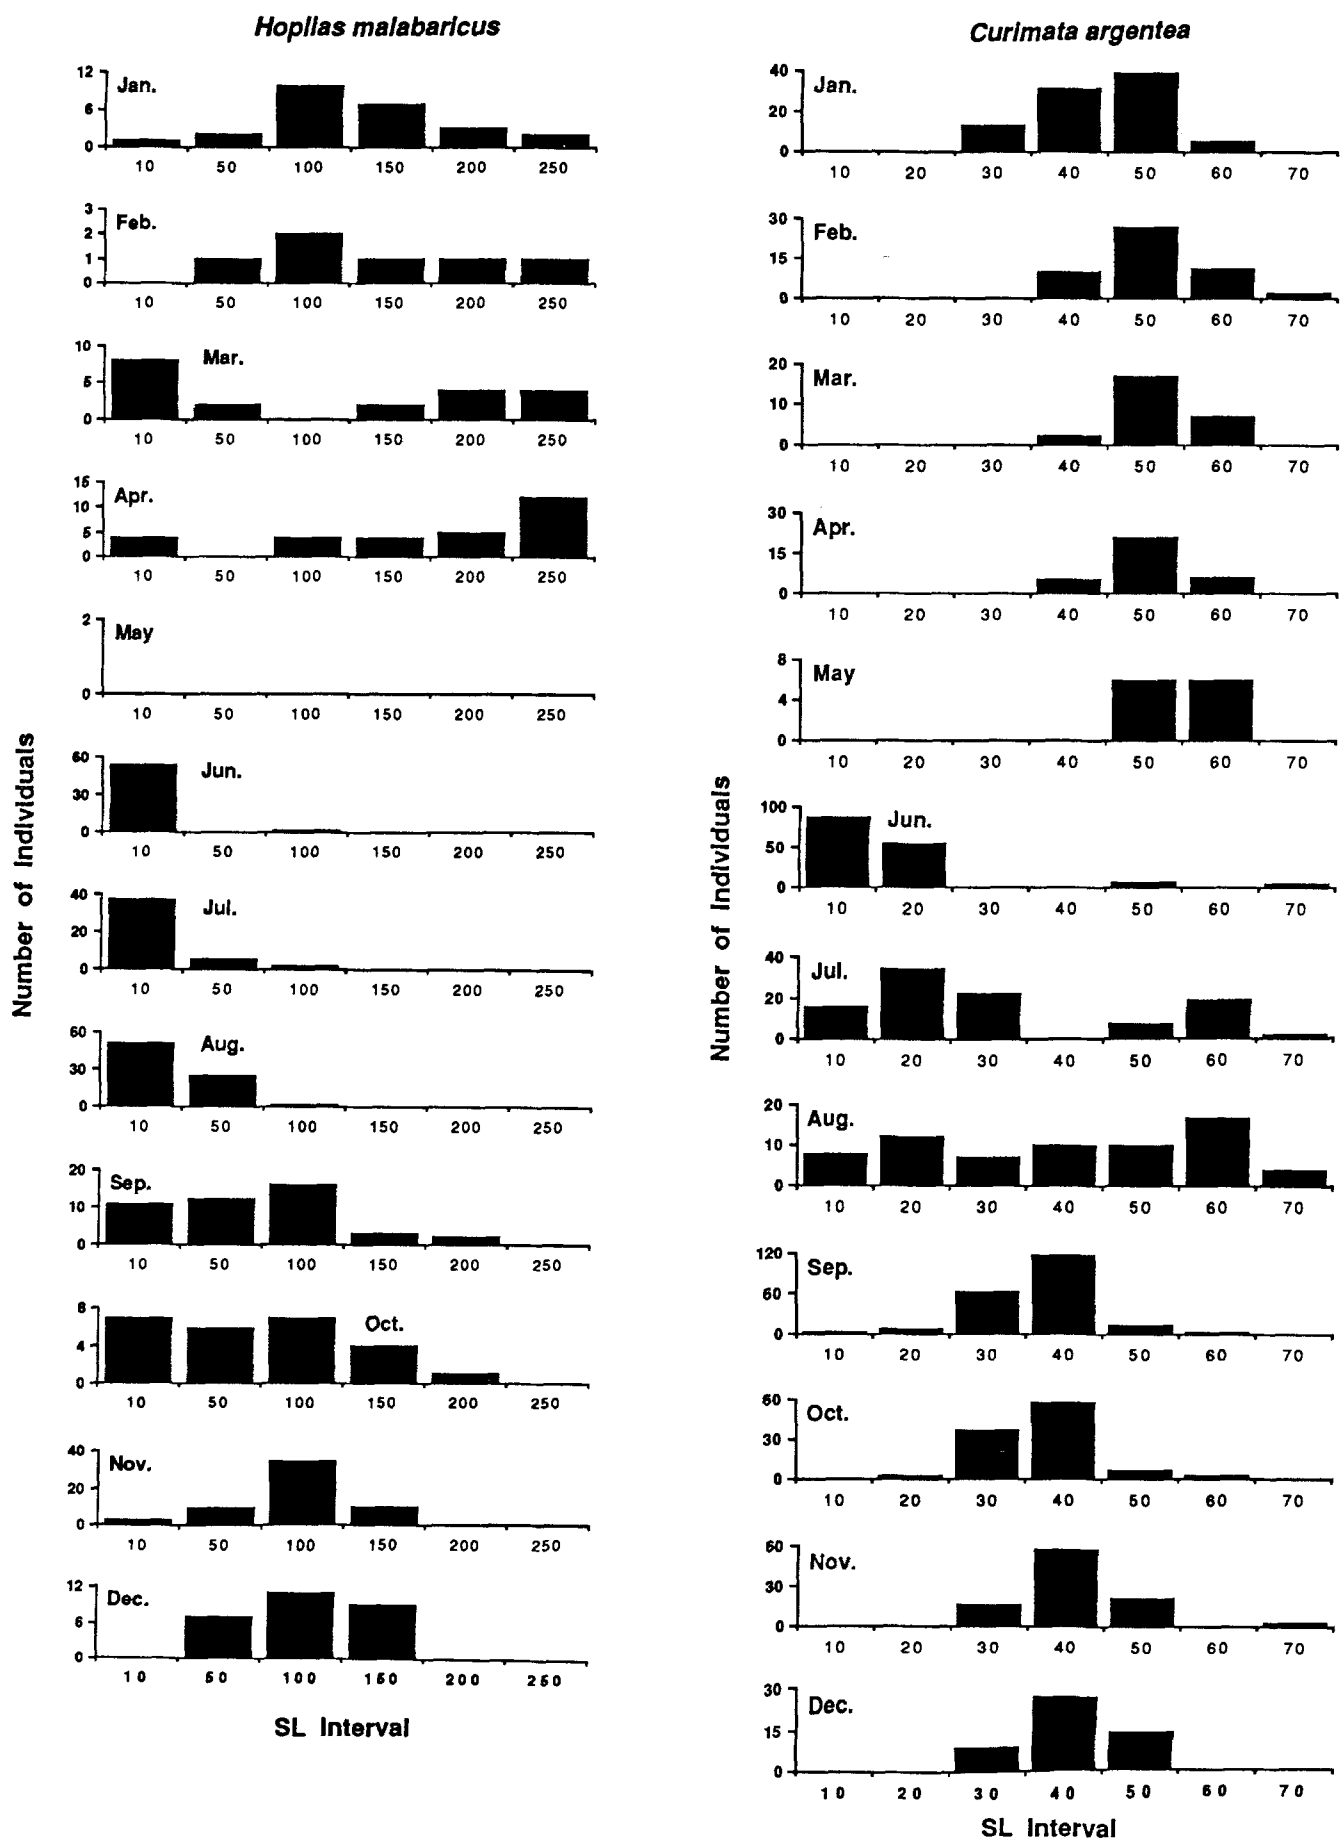 Hoplias malabaricus
12
6
0
Jan.
10 50 100 150 200 250
3
2
1
0
Feb.
10 50 100 150 200 250
10
5
0
Mar.
10 50 100 150 200 250
15
10
5
0
Apr.
10 50 100 150 200 250
2
0
May
10 50 100 150 200 250
60
30
0
Jun.
10 50 100 150 200 250
40
20
0
Jul.
10 50 100 150 200 250
60
30
0
Aug.
10 50 100 150 200 250
20
10
0
Sep.
10 50 100 150 200 250
8
4
0
Oct.
10 50 100 150 200 250
40
20
0
Nov.
10 50 100 150 200 250
12
6
0
Dec.
10 50 100 150 200 250
Number of Individuals
SL Interval
Curimata argentea
40
20
0
Jan.
10 20 30 40 50 60 70
30
15
0
Feb.
10 20 30 40 50 60 70
20
10
0
Mar.
10 20 30 40 50 60 70
30
15
0
Apr.
10 20 30 40 50 60 70
8
4
0
May
10 20 30 40 50 60 70
100
50
0
Jun.
10 20 30 40 50 60 70
40
20
0
Jul.
10 20 30 40 50 60 70
20
10
0
Aug.
10 20 30 40 50 60 70
120
60
0
Sep.
10 20 30 40 50 60 70
60
30
0
Oct.
10 20 30 40 50 60 70
60
30
0
Nov.
10 20 30 40 50 60 70
30
15
0
Dec.
10 20 30 40 50 60 70
Number of Individuals
SL Interval